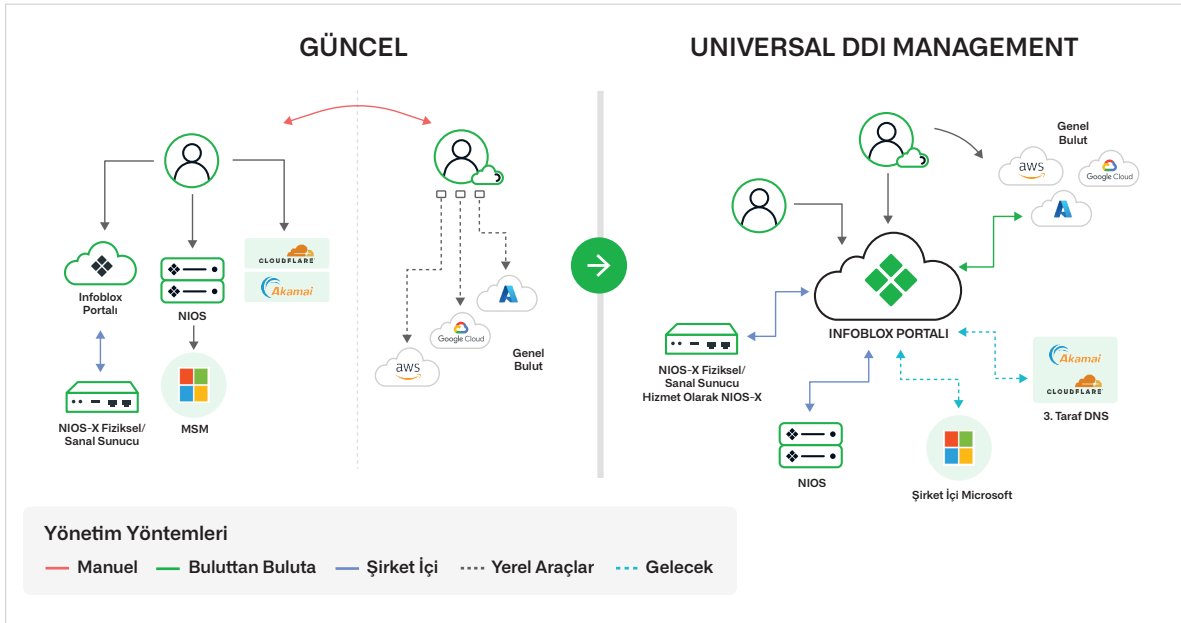 GÜNCEL
Infoblox
Portalı
NIOS
CLOUDFLARE
Akamai
NIOS-X Fiziksel/
Sanal Sunucu
MSM
aws
Google Cloud
Genel
Bulut
UNIVERSAL DDI MANAGEMENT
Genel
Bulut
aws
Google Cloud
INFOBLOX PORTALI
NIOS-X Fiziksel/
Sanal Sunucu
Hizmet Olarak NIOS-X
NIOS
Şirket İçi Microsoft
Akamai
CLOUDFLARE
3. Taraf DNS
Yönetim Yöntemleri
Manuel
Buluttan Buluta
Şirket İçi
Yerel Araçlar
Gelecek